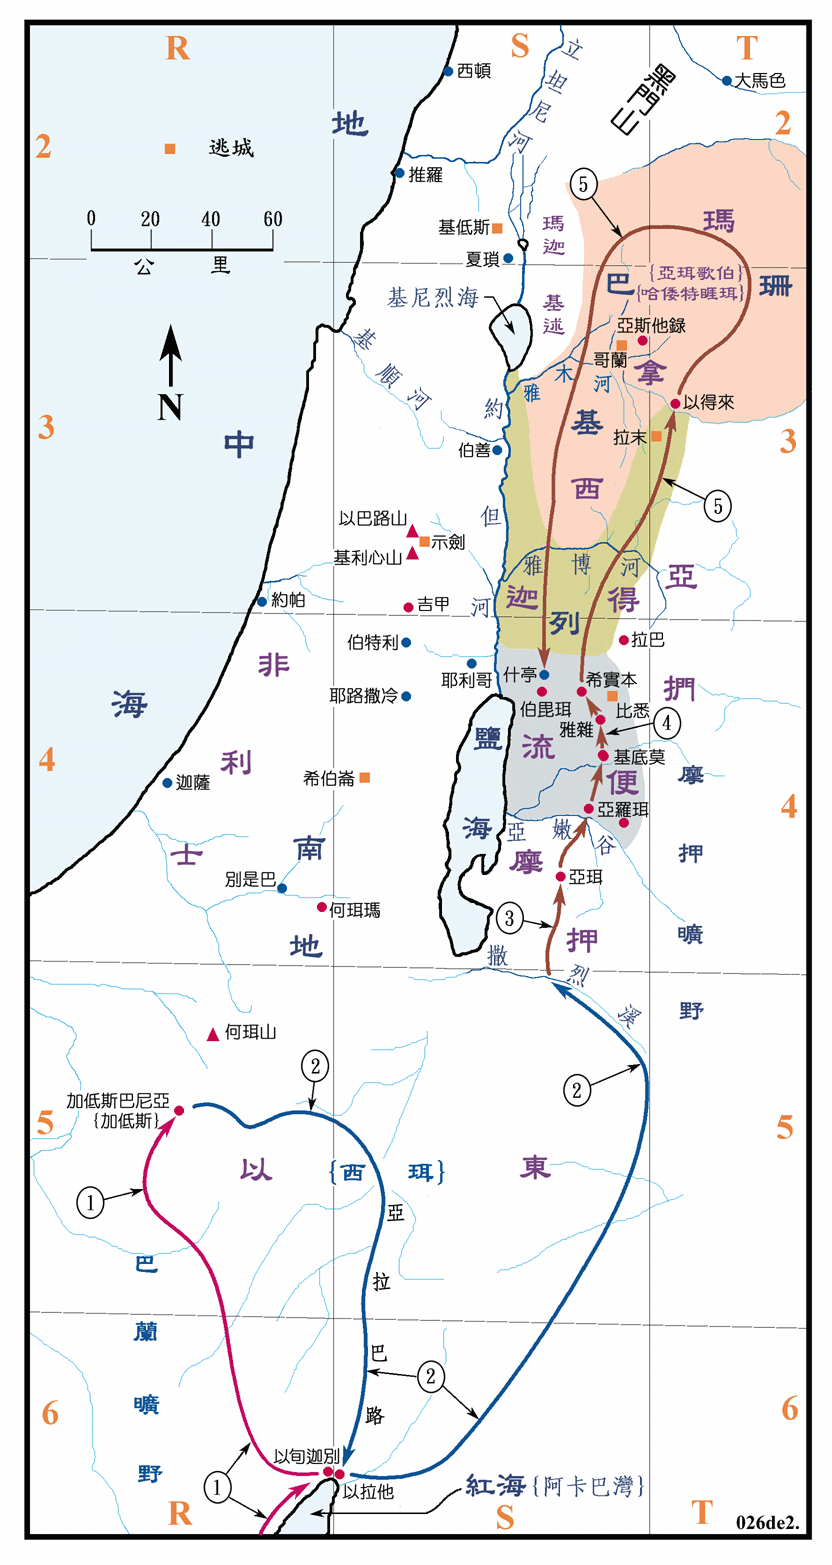 R
S
T
立坦尼河
西頓
黑門山
大馬色
2
逃城
地
2
推羅
0 20 40 60
公 里
基低斯
瑪迦
⑤
瑪
夏瑣
巴
{亞珥歌伯}
{哈倭特睚珥}
珊
基尼烈海
基述
N
基順河
亞斯他錄
哥蘭
拿
雅木河
以得來
3
中
約但河
基
拉末
3
伯善
西
⑤
以巴路山
示劍
基利心山
雅博河
亞
約帕
吉甲
迦
得
列
拉巴
非
伯特利
耶利哥
什亭
希實本
捫
海
耶路撒冷
伯毘珥
比悉
雅雜
④
鹽
流
4
利
基底莫
迦薩
希伯崙
便
摩
4
亞羅珥
海
亞嫩谷
士
南
摩
押
別是巴
亞珥
何珥瑪
③
地
押
曠
撒烈溪
野
何珥山
②
②
加低斯巴尼亞
{加低斯}
5
5
以
{西 珥}
東
①
亞
巴
拉
蘭
巴
②
曠
路
6
6
野
以旬迦別
①
以拉他
紅海{阿卡巴灣}
R
S
T
026de2.